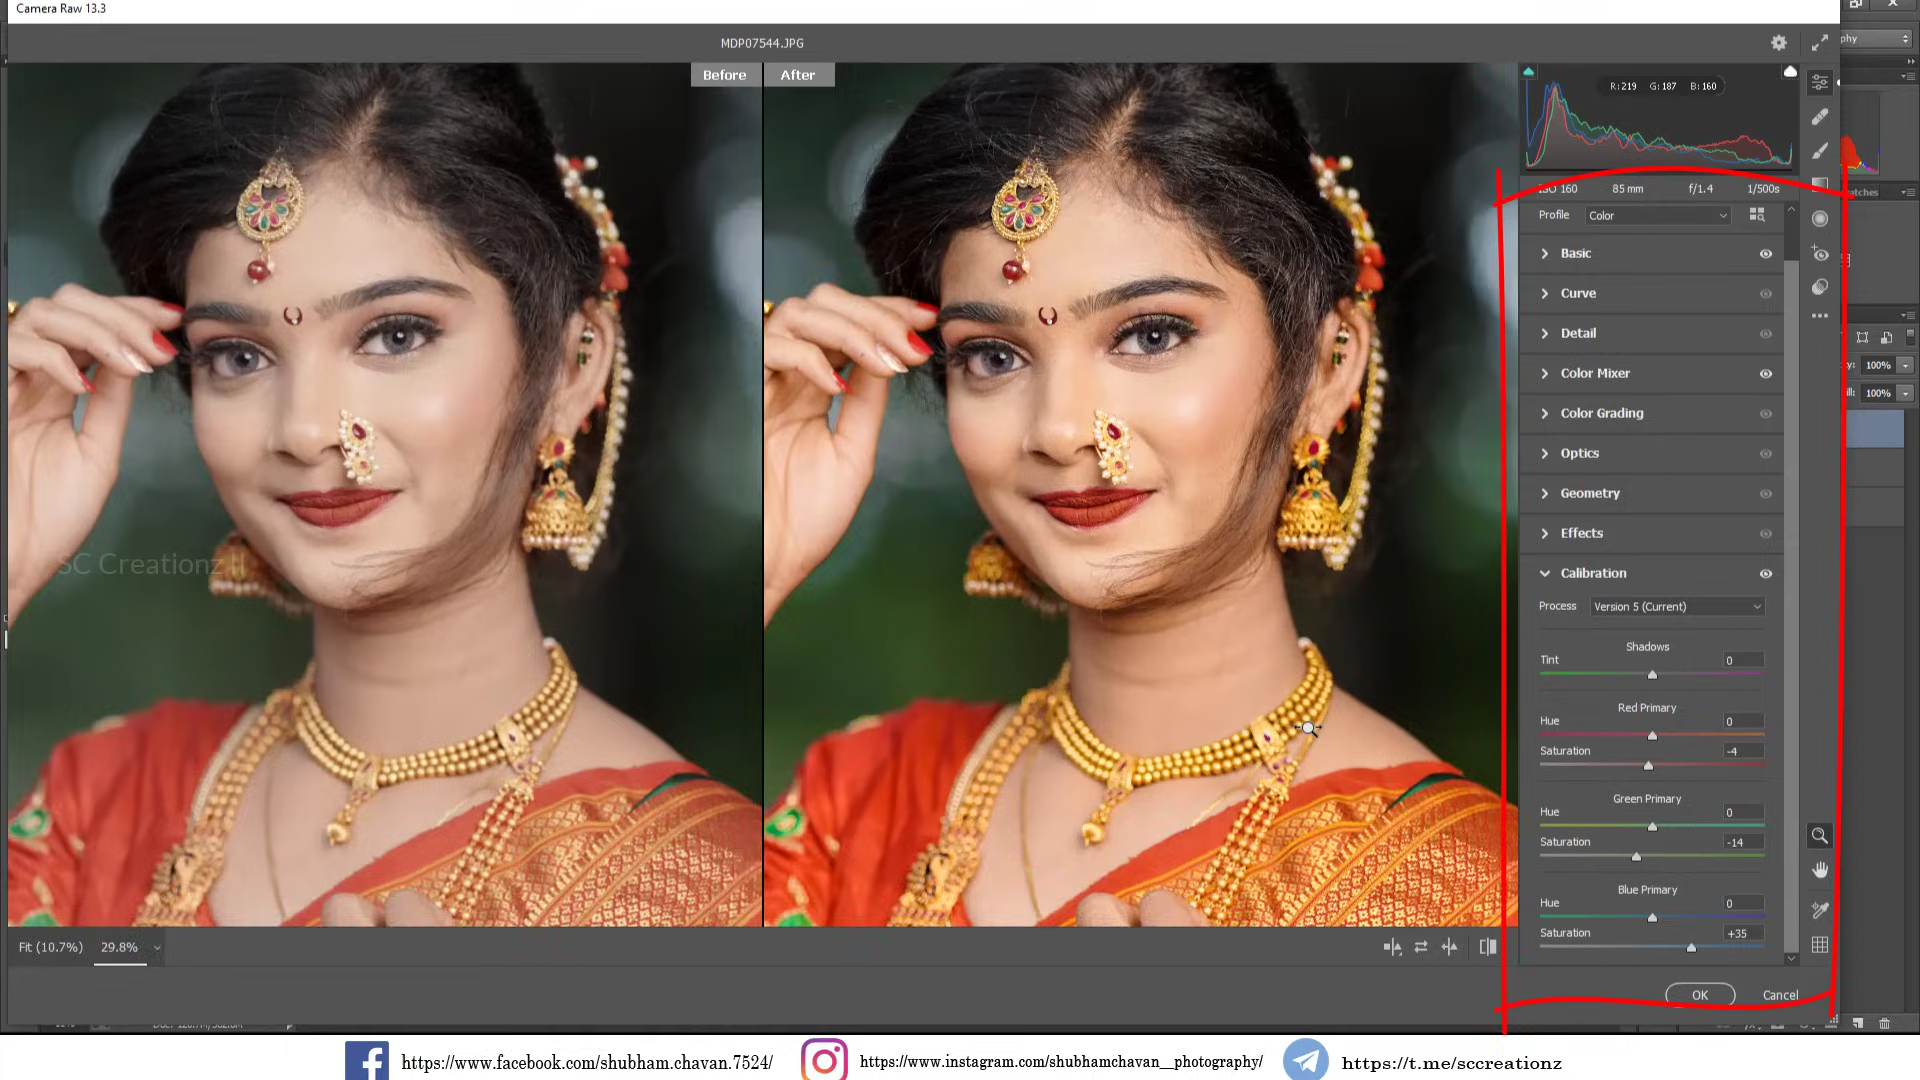 Camera Raw 13.3
MDP07544.JPG
phy
Before
After
R:219 G:187 B:160
ISO 160 85 mm f/1.4 1/500s
Profile Color
Basic
Curve
Detail
Color Mixer
Color Grading
Optics
Geometry
Effects
Calibration
Process Version 5 (Current)
Shadows
Tint 0
Red Primary
Hue 0
Saturation -4
Green Primary
Hue 0
Saturation -14
Blue Primary
Hue 0
Saturation +35
100%
100%
SC Creationz II
Fit (10.7%) 29.8%
OK Cancel
https://www.facebook.com/shubham.chavan.7524/
https://www.instagram.com/shubhamchavan__photography/
https://t.me/sccreationz